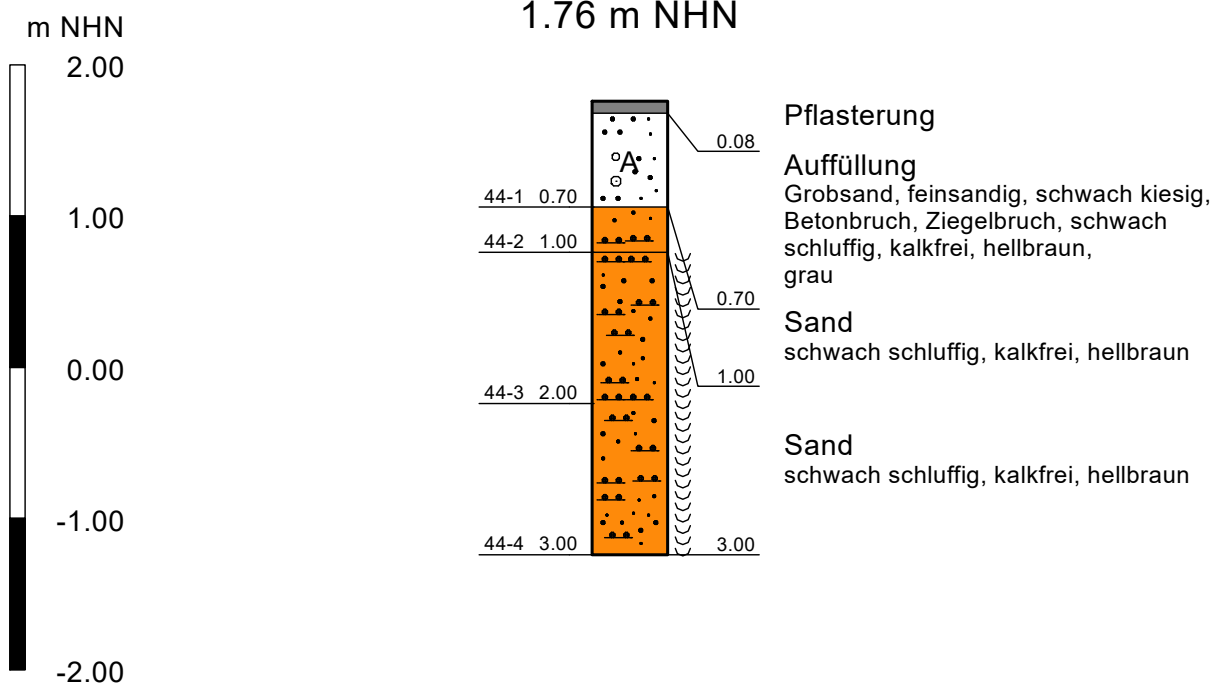 m NHN
1.76 m NHN
2.00
1.00
0.00
-1.00
-2.00
A
44-1 0.70
44-2 1.00
44-3 2.00
44-4 3.00
0.08
0.70
1.00
3.00
Pflasterung
Auffüllung
Grobsand, feinsandig, schwach kiesig,
Betonbruch, Ziegelbruch, schwach
schluffig, kalkfrei, hellbraun,
grau
Sand
schwach schluffig, kalkfrei, hellbraun
Sand
schwach schluffig, kalkfrei, hellbraun